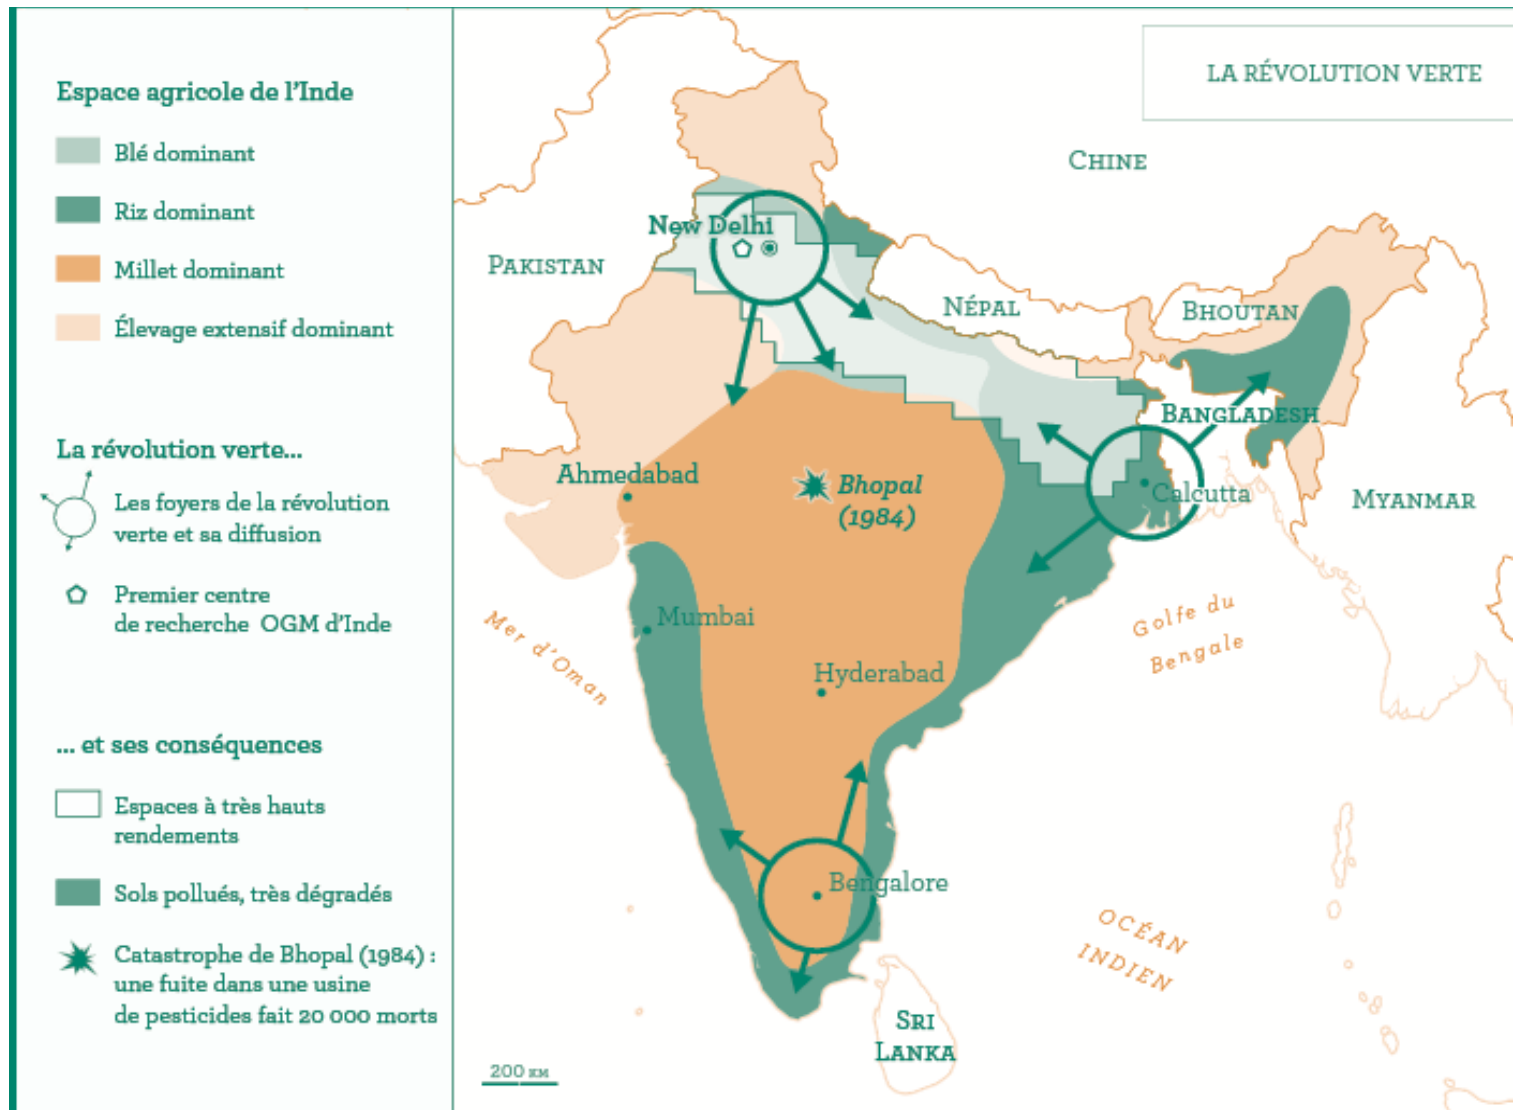 LA RÉVOLUTION VERTE
Espace agricole de l'Inde
Blé dominant
Riz dominant
Millet dominant
Élevage extensif dominant
La révolution verte...
Les foyers de la révolution
verte et sa diffusion
Premier centre
de recherche OGM d'Inde
... et ses conséquences
Espaces à très hauts
rendements
Sols pollués, très dégradés
Catastrophe de Bhopal (1984) :
une fuite dans une usine
de pesticides fait 20 000 morts
CHINE
New Delhi
PAKISTAN
NÉPAL
BHOUTAN
BANGLADESH
Ahmedabad
Bhopal
(1984)
Calcutta
MYANMAR
Mumbai
Mer d'Oman
Golfe du
Bengale
Hyderabad
Bengalore
OCÉAN
INDIEN
SRI
LANKA
200 KM